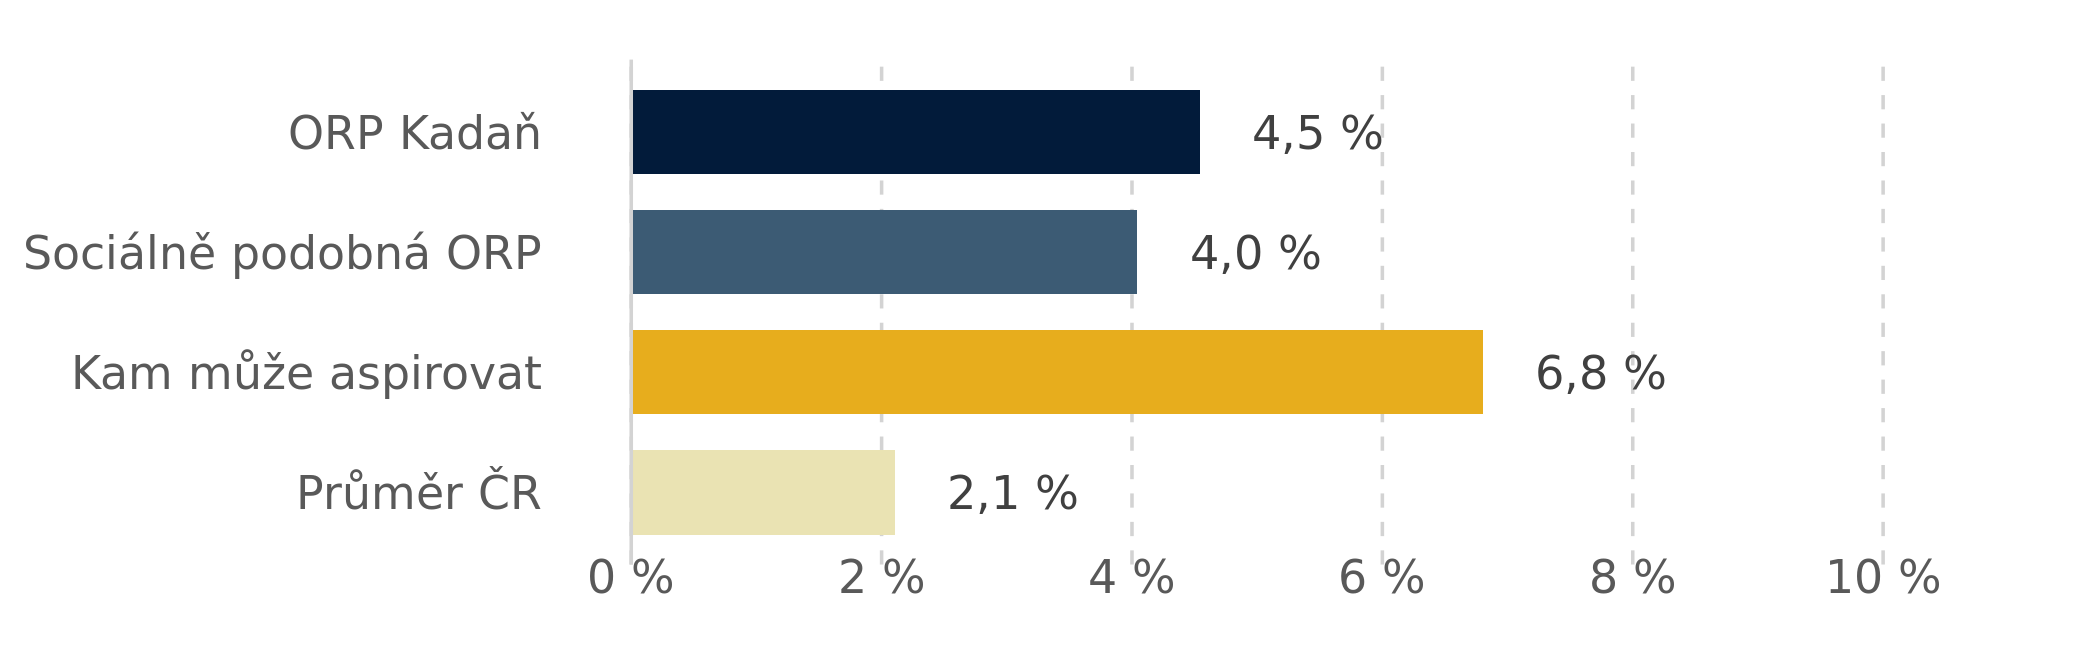 ORP Kadaň 4,5 %
Sociálně podobná ORP 4,0 %
Kam může aspirovat 6,8 %
Průměr ČR 2,1 %
0 % 2 % 4 % 6 % 8 % 10 %